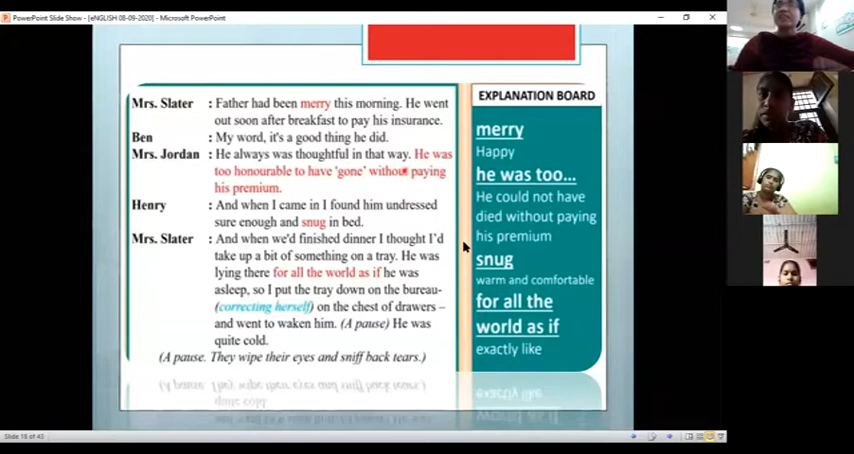 PowerPoint Slide Show - [eNGLISH 08-09-2020] - Microsoft PowerPoint
Mrs. Slater : Father had been merry this morning. He went
out soon after breakfast to pay his insurance.
Ben : My word, it's a good thing he did.
Mrs. Jordan : He always was thoughtful in that way. He was
too honourable to have 'gone' without paying
his premium.
Henry : And when I came in I found him undressed
sure enough and snug in bed.
Mrs. Slater : And when we'd finished dinner I thought I'd
take up a bit of something on a tray. He was
lying there for all the world as if he was
asleep, so I put the tray down on the bureau-
(correcting herself) on the chest of drawers –
and went to waken him. (A pause) He was
quite cold.
(A pause. They wipe their eyes and sniff back tears.)
EXPLANATION BOARD
merry
Happy
he was too...
He could not have
died without paying
his premium
snug
warm and comfortable
for all the
world as if
exactly like
Slide 18 of 43